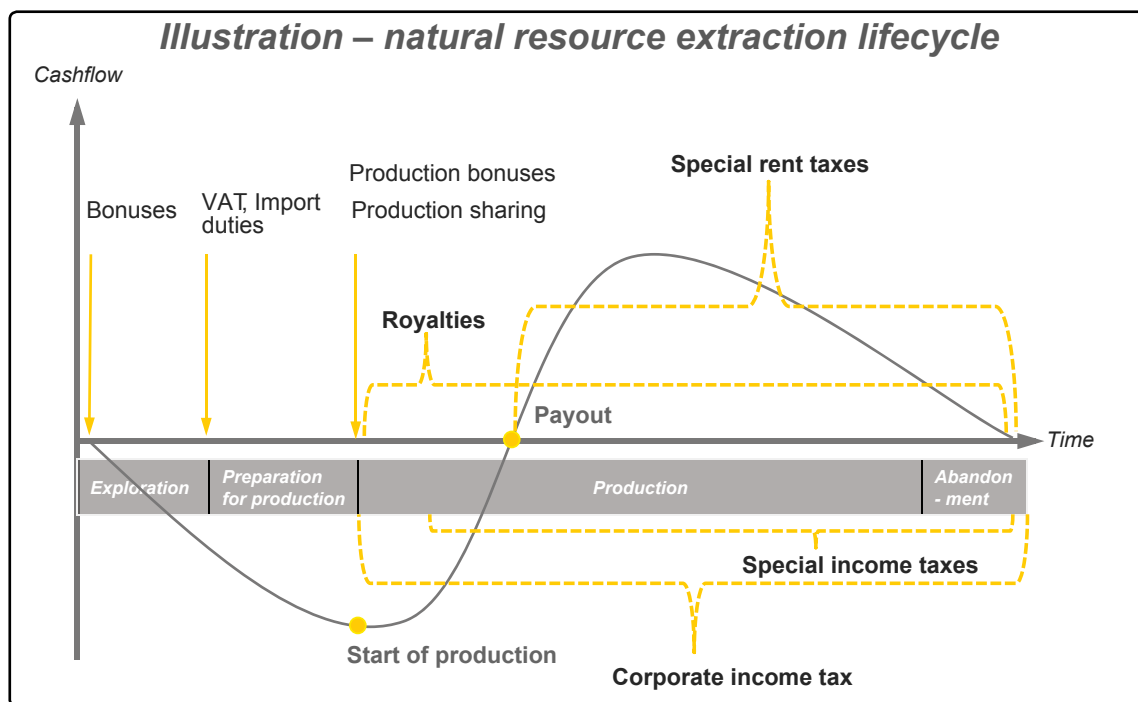 Illustration – natural resource extraction lifecycle
Cashflow
Production bonuses
Special rent taxes
Bonuses
VAT, Import
duties
Production sharing
Royalties
Payout
Time
Exploration
Preparation
for production
Production
Abandon
- ment
Special income taxes
Start of production
Corporate income tax